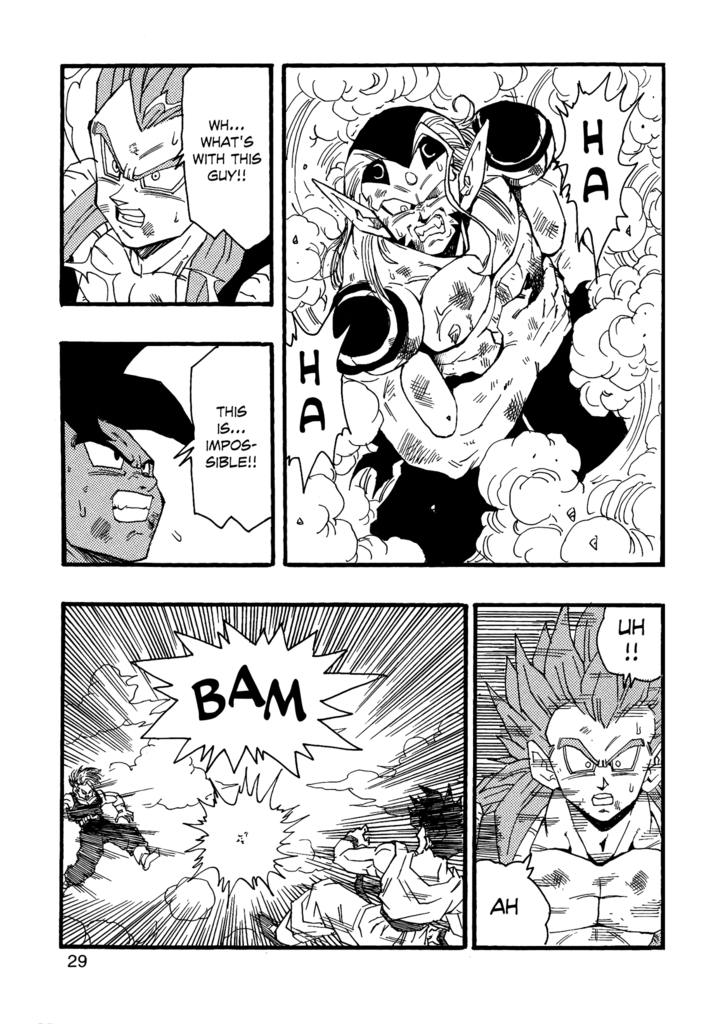 WH...
WHAT'S
WITH THIS
GUY!!
HA
HA
THIS
IS...
IMPOS-
SIBLE!!
BAM
UH
!!
AH
29